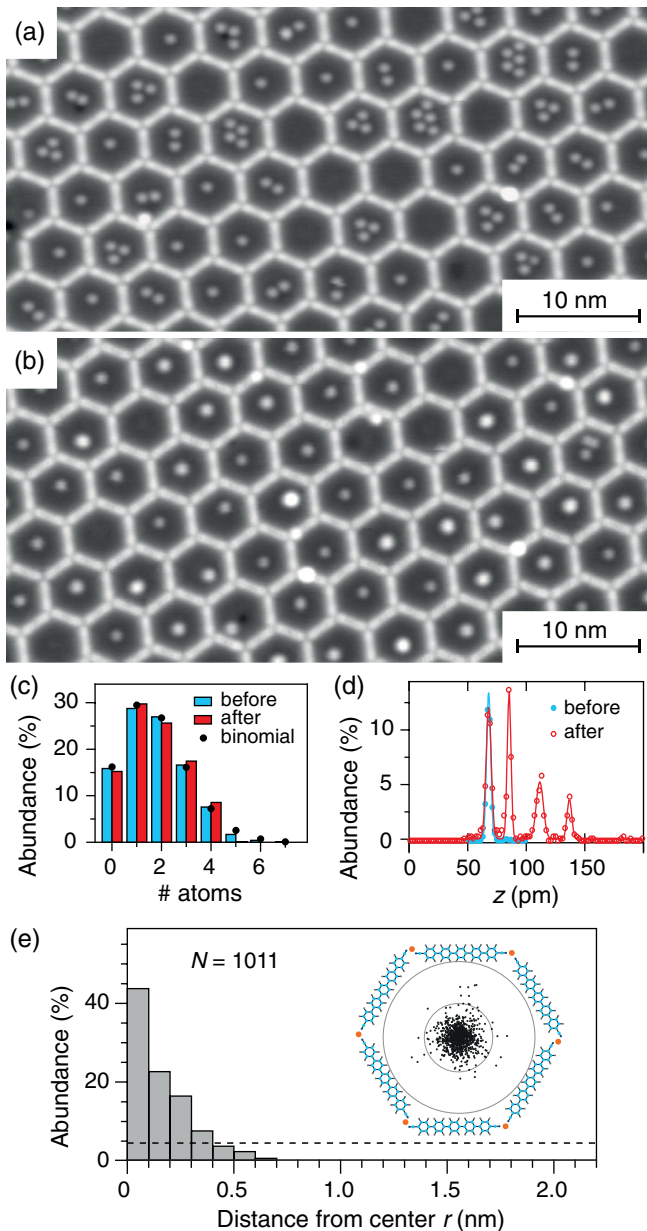 (a)
10 nm
(b)
10 nm
(c)
Abundance (%)
30
20
10
0
before
after
binomial
0 2 4 6
# atoms
(d)
Abundance (%)
10
5
0
before
after
0 50 100 150
z (pm)
(e)
Abundance (%)
40
20
0
N = 1011
0 0.5 1.0 1.5 2.0
Distance from center r (nm)